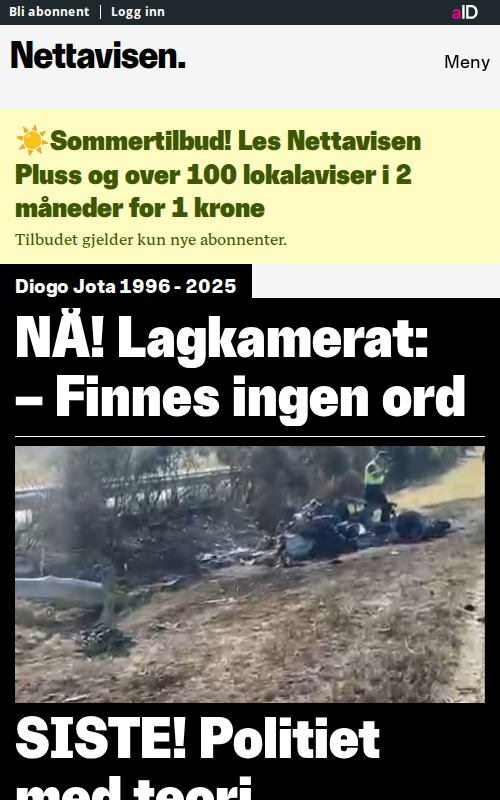 Bli abonnent
Logg inn
aID
Nettavisen.
Meny
☀️Sommertilbud! Les Nettavisen
Pluss og over 100 lokalaviser i 2
måneder for 1 krone
Tilbudet gjelder kun nye abonnenter.
Diogo Jota 1996 - 2025
NÅ! Lagkamerat:
– Finnes ingen ord
SISTE! Politiet
med teori